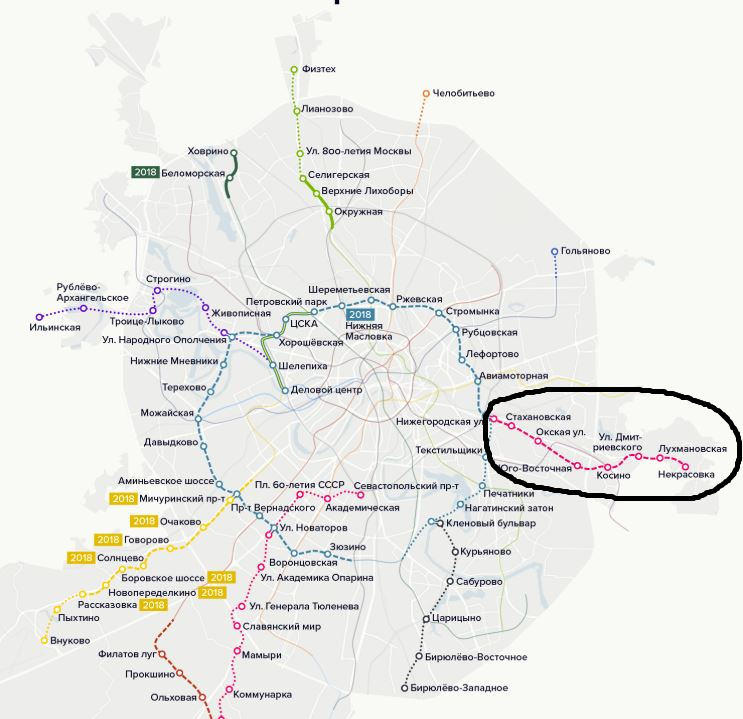 Физтех
Челобитьево
Лианозово
Ховрино
Ул. 800-летия Москвы
2018 Беломорская
Селигерская
Верхние Лихоборы
Окружная
Гольяново
Строгино
Рублёво-
Архангельское
Шереметьевская
Петровский парк
Ржевская
Живописная
Стромынка
2018
Троице-Лыково
ЦСКА
Нижняя
Масловка
Ильинская
Рубцовская
Ул. Народного Ополчения
Хорошёвская
Лефортово
Нижние Мневники
Шелепиха
Авиамоторная
Терехово
Деловой центр
Можайская
Нижегородская ул.
Стахановская
Окская ул.
Ул. Дмит-
риевского
Давыдково
Текстильщики
Лухмановская
Юго-Восточная
Косино
Некрасовка
Аминьевское шоссе
Пл. 60-летия СССР
Севастопольский пр-т
Печатники
2018 Мичуринский пр-т
Пр-т Вернадского
Академическая
Нагатинский затон
2018 Очаково
Ул. Новаторов
Кленовый бульвар
2018 Говорово
Зюзино
Курьяново
2018 Солнцево
Воронцовская
Боровское шоссе 2018
Ул. Академика Опарина
Сабурово
Новопеределкино 2018
Рассказовка 2018
Ул. Генерала Тюленева
Пыхтино
Царицыно
Славянский мир
Внуково
Филатов луг
Мамыри
Бирюлёво-Восточное
Прокшино
Бирюлёво-Западное
Ольховая
Коммунарка